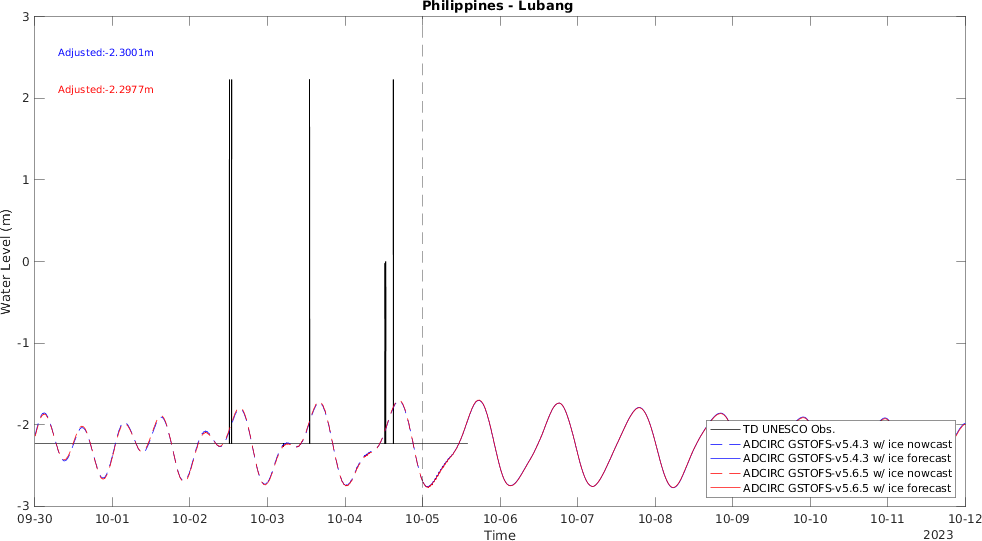 Philippines - Lubang
Adjusted:-2.3001m
Adjusted:-2.2977m
3
2
1
0
-1
-2
-3
Water Level (m)
TD UNESCO Obs.
ADCIRC GSTOFS-v5.4.3 w/ ice nowcast
ADCIRC GSTOFS-v5.4.3 w/ ice forecast
ADCIRC GSTOFS-v5.6.5 w/ ice nowcast
ADCIRC GSTOFS-v5.6.5 w/ ice forecast
09-30 10-01 10-02 10-03 10-04 10-05 10-06 10-07 10-08 10-09 10-10 10-11 10-12
Time
2023